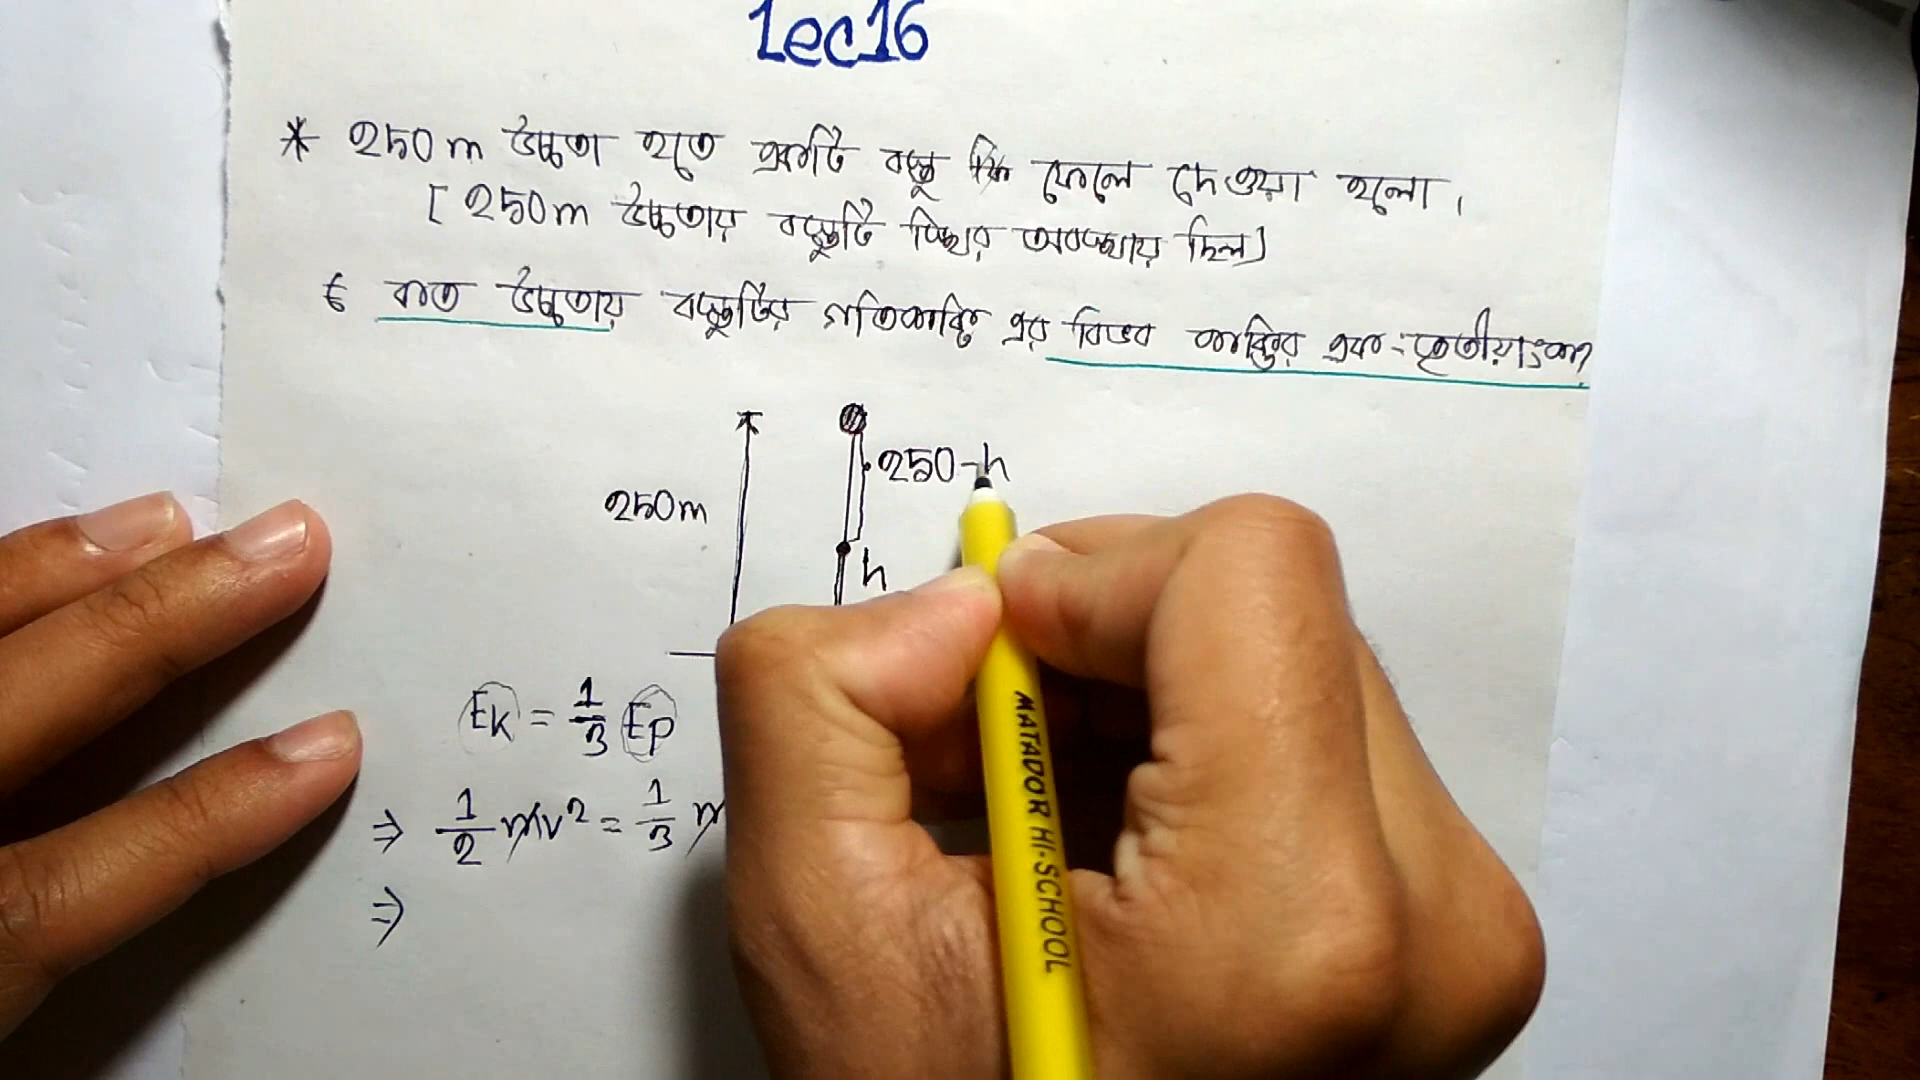 Lec16
* 250m উচ্চতা হতে একটি বস্তু ফেলে দেওয়া হলো।
[250m উচ্চতায় বস্তুটি স্থির অবস্থায় ছিল]
কত উচ্চতায় বস্তুটির গতিশক্তি এর বিভব শক্তির এক-তৃতীয়াংশ?
250-h
250m
h
Ek = 1/3 Ep
⇒ 1/2 mv² = 1/3 m
⇒
MATADOR HI-SCHOOL